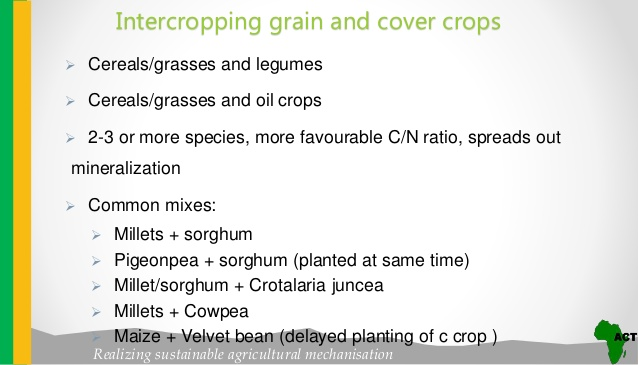 Intercropping grain and cover crops
Cereals/grasses and legumes
Cereals/grasses and oil crops
2-3 or more species, more favourable C/N ratio, spreads out
mineralization
Common mixes:
Millets + sorghum
Pigeonpea + sorghum (planted at same time)
Millet/sorghum + Crotalaria juncea
Millets + Cowpea
Maize + Velvet bean (delayed planting of c crop )
Realizing sustainable agricultural mechanisation
ACT